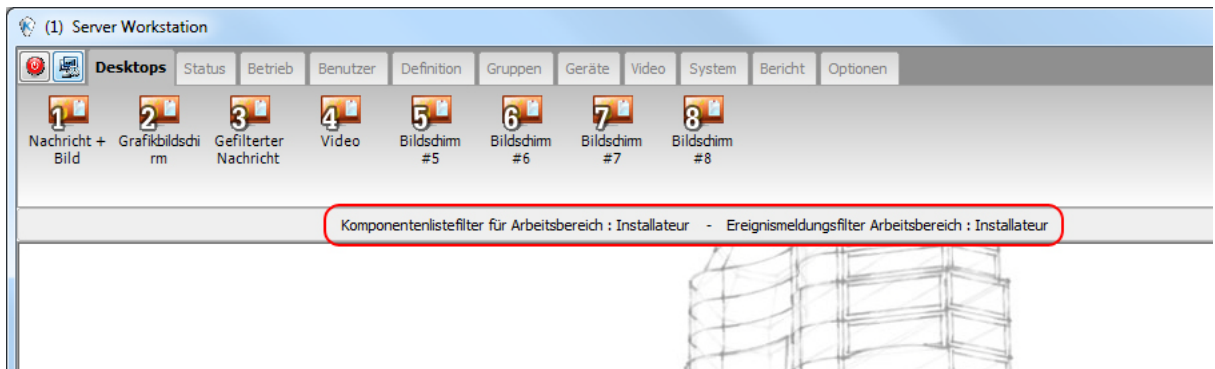 (1) Server Workstation
Desktops Status Betrieb Benutzer Definition Gruppen Geräte Video System Bericht Optionen
1 2 3 4 5 6 7 8
Nachricht + Grafikbildschi Gefilterter Video Bildschirm Bildschirm Bildschirm Bildschirm
Bild rm Nachricht #5 #6 #7 #8
Komponentenlistefilter für Arbeitsbereich : Installateur - Ereignismeldungsfilter Arbeitsbereich : Installateur